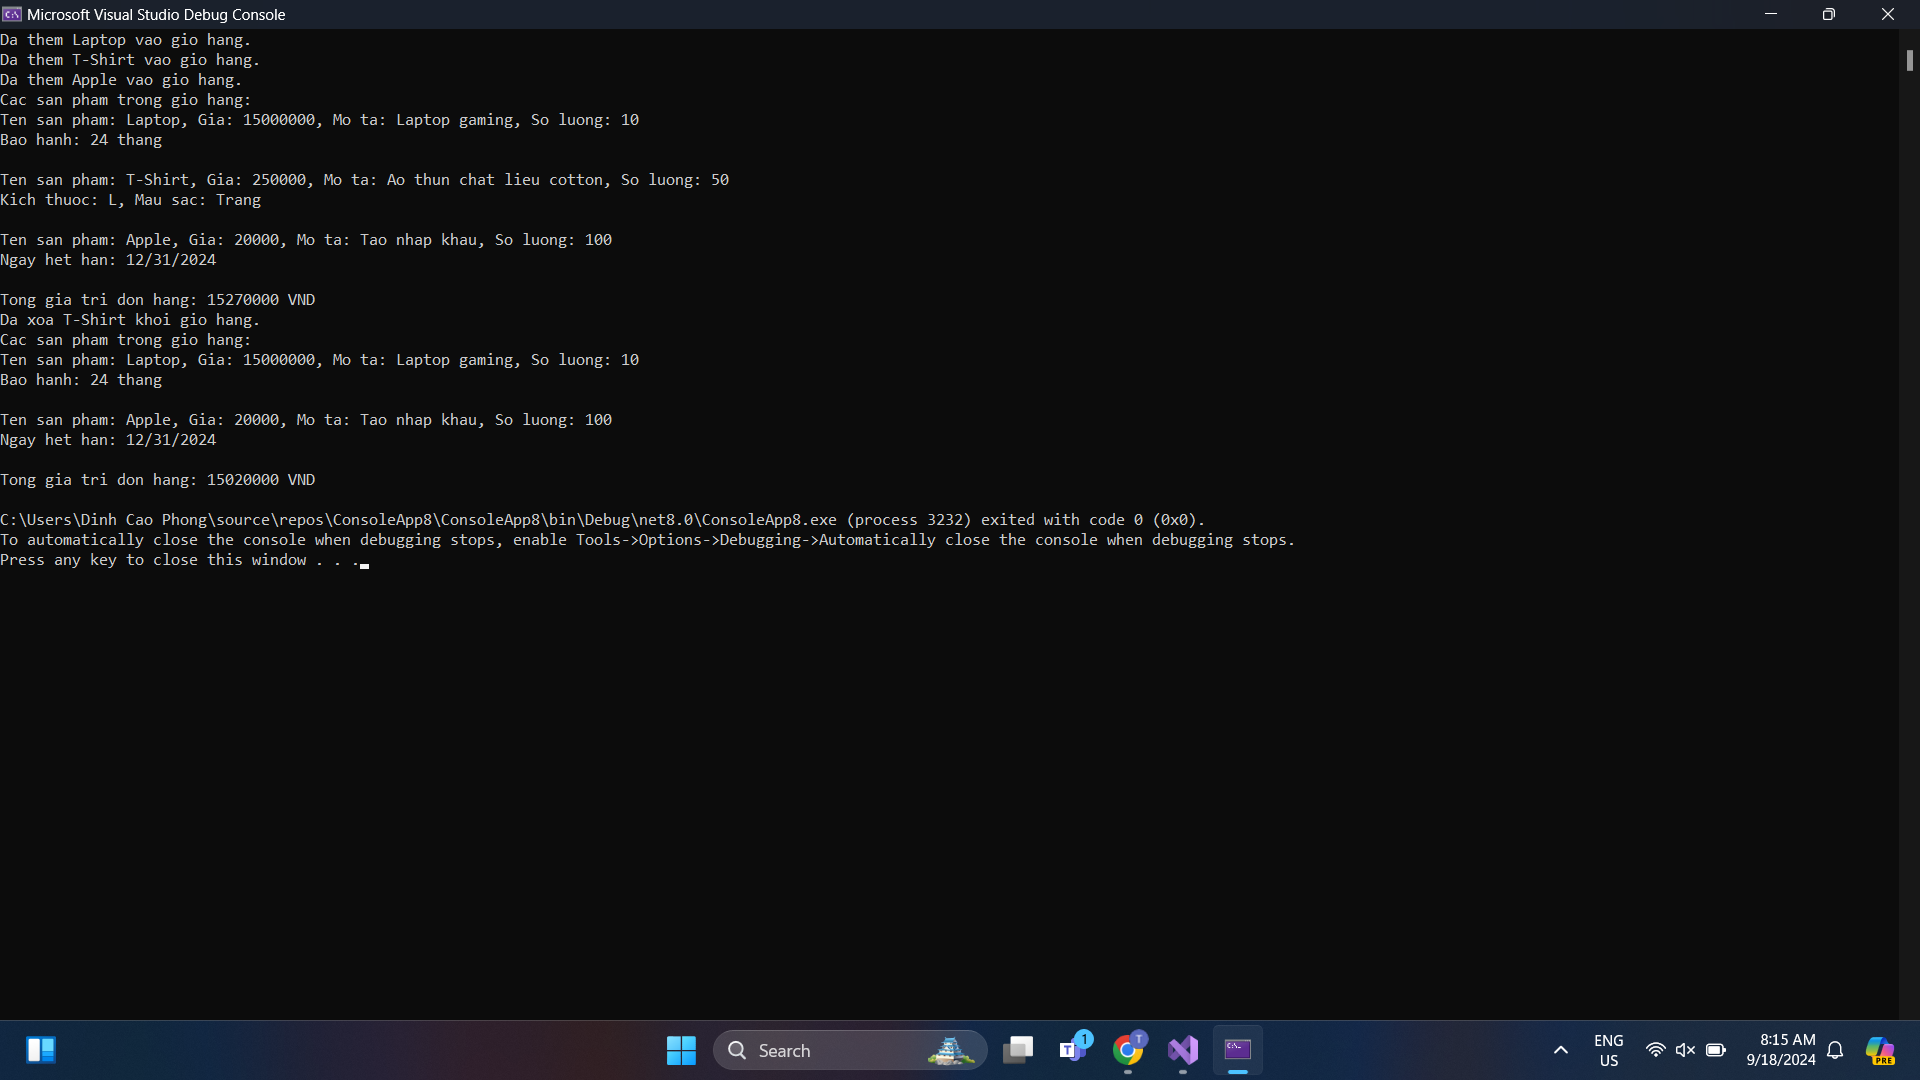 Microsoft Visual Studio Debug Console
Da them Laptop vao gio hang.
Da them T-Shirt vao gio hang.
Da them Apple vao gio hang.
Cac san pham trong gio hang:
Ten san pham: Laptop, Gia: 15000000, Mo ta: Laptop gaming, So luong: 10
Bao hanh: 24 thang
Ten san pham: T-Shirt, Gia: 250000, Mo ta: Ao thun chat lieu cotton, So luong: 50
Kich thuoc: L, Mau sac: Trang
Ten san pham: Apple, Gia: 20000, Mo ta: Tao nhap khau, So luong: 100
Ngay het han: 12/31/2024
Tong gia tri don hang: 15270000 VND
Da xoa T-Shirt khoi gio hang.
Cac san pham trong gio hang:
Ten san pham: Laptop, Gia: 15000000, Mo ta: Laptop gaming, So luong: 10
Bao hanh: 24 thang
Ten san pham: Apple, Gia: 20000, Mo ta: Tao nhap khau, So luong: 100
Ngay het han: 12/31/2024
Tong gia tri don hang: 15020000 VND
C:\Users\Dinh Cao Phong\source\repos\ConsoleApp8\ConsoleApp8\bin\Debug\net8.0\ConsoleApp8.exe (process 3232) exited with code 0 (0x0).
To automatically close the console when debugging stops, enable Tools->Options->Debugging->Automatically close the console when debugging stops.
Press any key to close this window . . .
Search
1
T
T
ENG
US
8:15 AM
9/18/2024
PRE